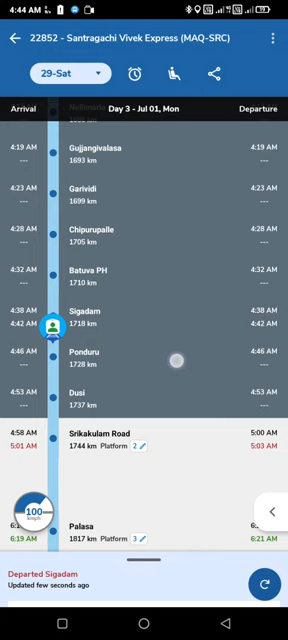 4:44 AM
19
22852 - Santragachi Vivek Express (MAQ-SRC)
29-Sat
Arrival Day 3 - Jul 01, Mon Departure
Nellimarla
4:19 AM Gujjangivalasa 4:19 AM
--- 1693 km ---
4:23 AM Garividi 4:23 AM
--- 1699 km ---
4:28 AM Chipurupalle 4:28 AM
--- 1705 km ---
4:32 AM Batuva PH 4:32 AM
--- 1710 km ---
4:38 AM Sigadam 4:38 AM
4:42 AM 1718 km 4:42 AM
4:46 AM Ponduru 4:46 AM
--- 1728 km ---
4:53 AM Dusi 4:53 AM
--- 1737 km ---
4:58 AM Srikakulam Road 5:00 AM
5:01 AM 1744 km Platform 2 5:03 AM
100
kmph
Palasa
6:19 AM 1817 km Platform 3 6:21 AM
Departed Sigadam
Updated few seconds ago